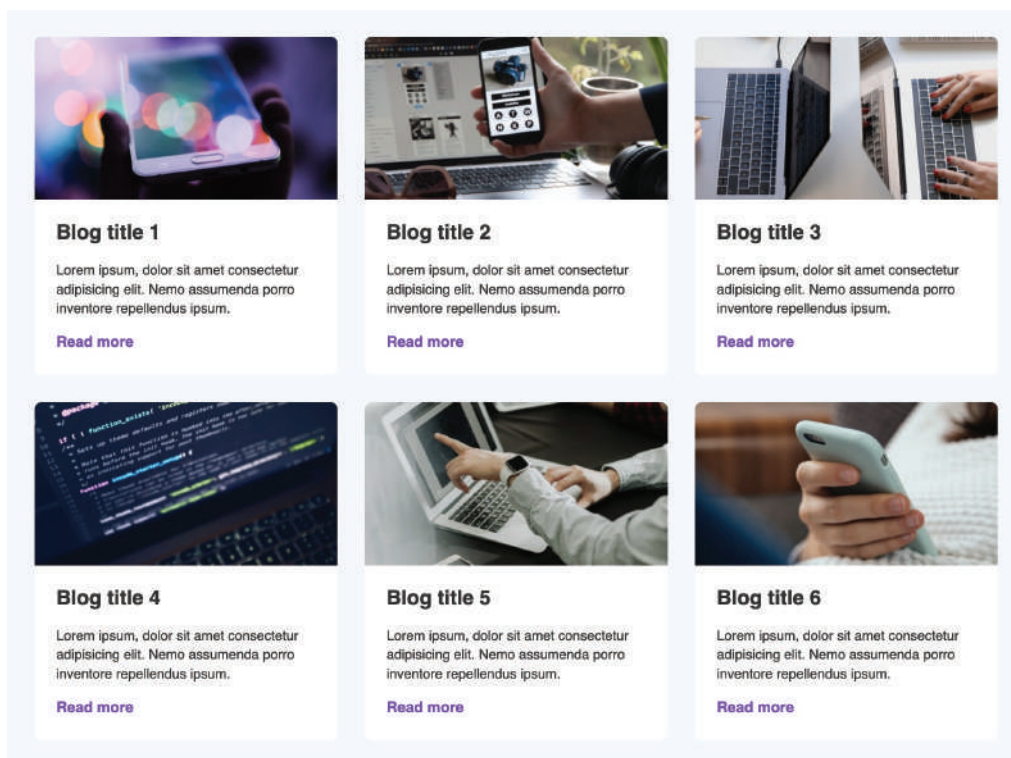 Blog title 1
Lorem ipsum, dolor sit amet consectetur
adipisicing elit. Nemo assumenda porro
inventore repellendus ipsum.
Read more
Blog title 2
Lorem ipsum, dolor sit amet consectetur
adipisicing elit. Nemo assumenda porro
inventore repellendus ipsum.
Read more
Blog title 3
Lorem ipsum, dolor sit amet consectetur
adipisicing elit. Nemo assumenda porro
inventore repellendus ipsum.
Read more
@package
if ( ! function_exists(
Blog title 4
Lorem ipsum, dolor sit amet consectetur
adipisicing elit. Nemo assumenda porro
inventore repellendus ipsum.
Read more
Blog title 5
Lorem ipsum, dolor sit amet consectetur
adipisicing elit. Nemo assumenda porro
inventore repellendus ipsum.
Read more
Blog title 6
Lorem ipsum, dolor sit amet consectetur
adipisicing elit. Nemo assumenda porro
inventore repellendus ipsum.
Read more